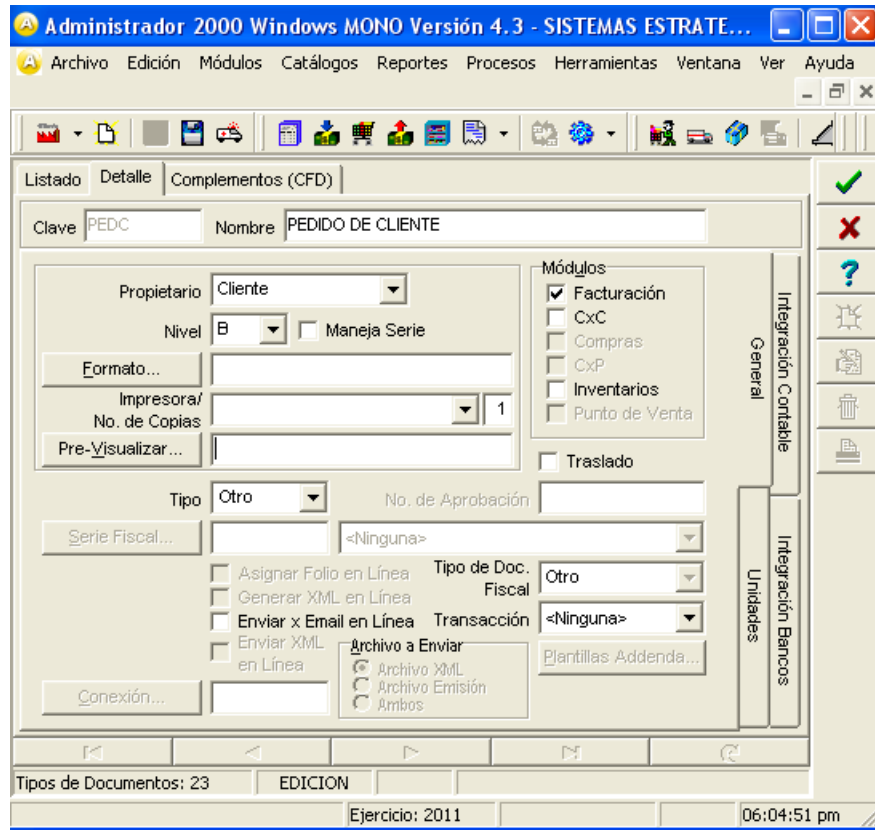 Administrador 2000 Windows MONO Versión 4.3 - SISTEMAS ESTRATE...
Archivo Edición Módulos Catálogos Reportes Procesos Herramientas Ventana Ver Ayuda
Listado Detalle Complementos (CFD)
Clave PEDC Nombre PEDIDO DE CLIENTE
Propietario Cliente
Nivel B Maneja Serie
Formato...
Impresora/
No. de Copias 1
Pre-Visualizar...
Módulos
Facturación
CxC
Compras
CxP
Inventarios
Punto de Venta
Traslado
General
Integración Contable
Tipo Otro No. de Aprobación
Serie Fiscal... <Ninguna>
Asignar Folio en Línea
Generar XML en Línea
Enviar x Email en Línea
Enviar XML
en Línea
Tipo de Doc.
Fiscal Otro
Transacción <Ninguna>
Archivo a Enviar
Archivo XML
Archivo Emisión
Ambos
Plantillas Addenda...
Conexión...
Unidades
Integración Bancos
Tipos de Documentos: 23 EDICION
Ejercicio: 2011 06:04:51 pm